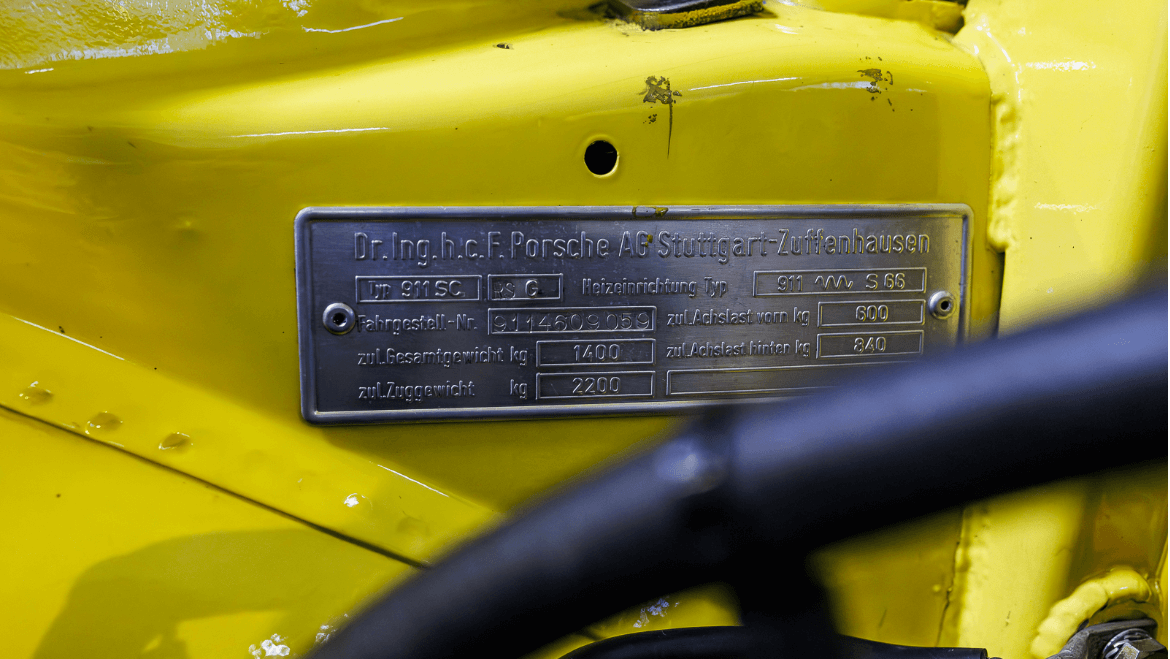 Dr. Ing. h.c. F. Porsche AG Stuttgart-Zuffenhausen
Typ 911 SC RS G Heizeinrichtung Typ 911 S 66
Fahrgestell-Nr. 9114609059 zul. Achslast vorn kg 600
zul. Gesamtgewicht kg 1400 zul. Achslast hinten kg 840
zul. Zuggewicht kg 2200